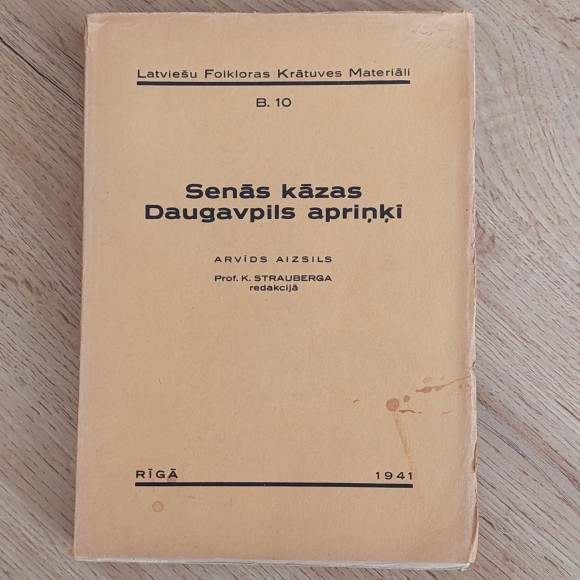 Latviešu Folkloras Krātuves Materiāli
B. 10
Senās kāzas
Daugavpils apriņķī
ARVĪDS AIZSILS
Prof. K. STRAUBERGA
redakcijā
RĪGĀ 1941